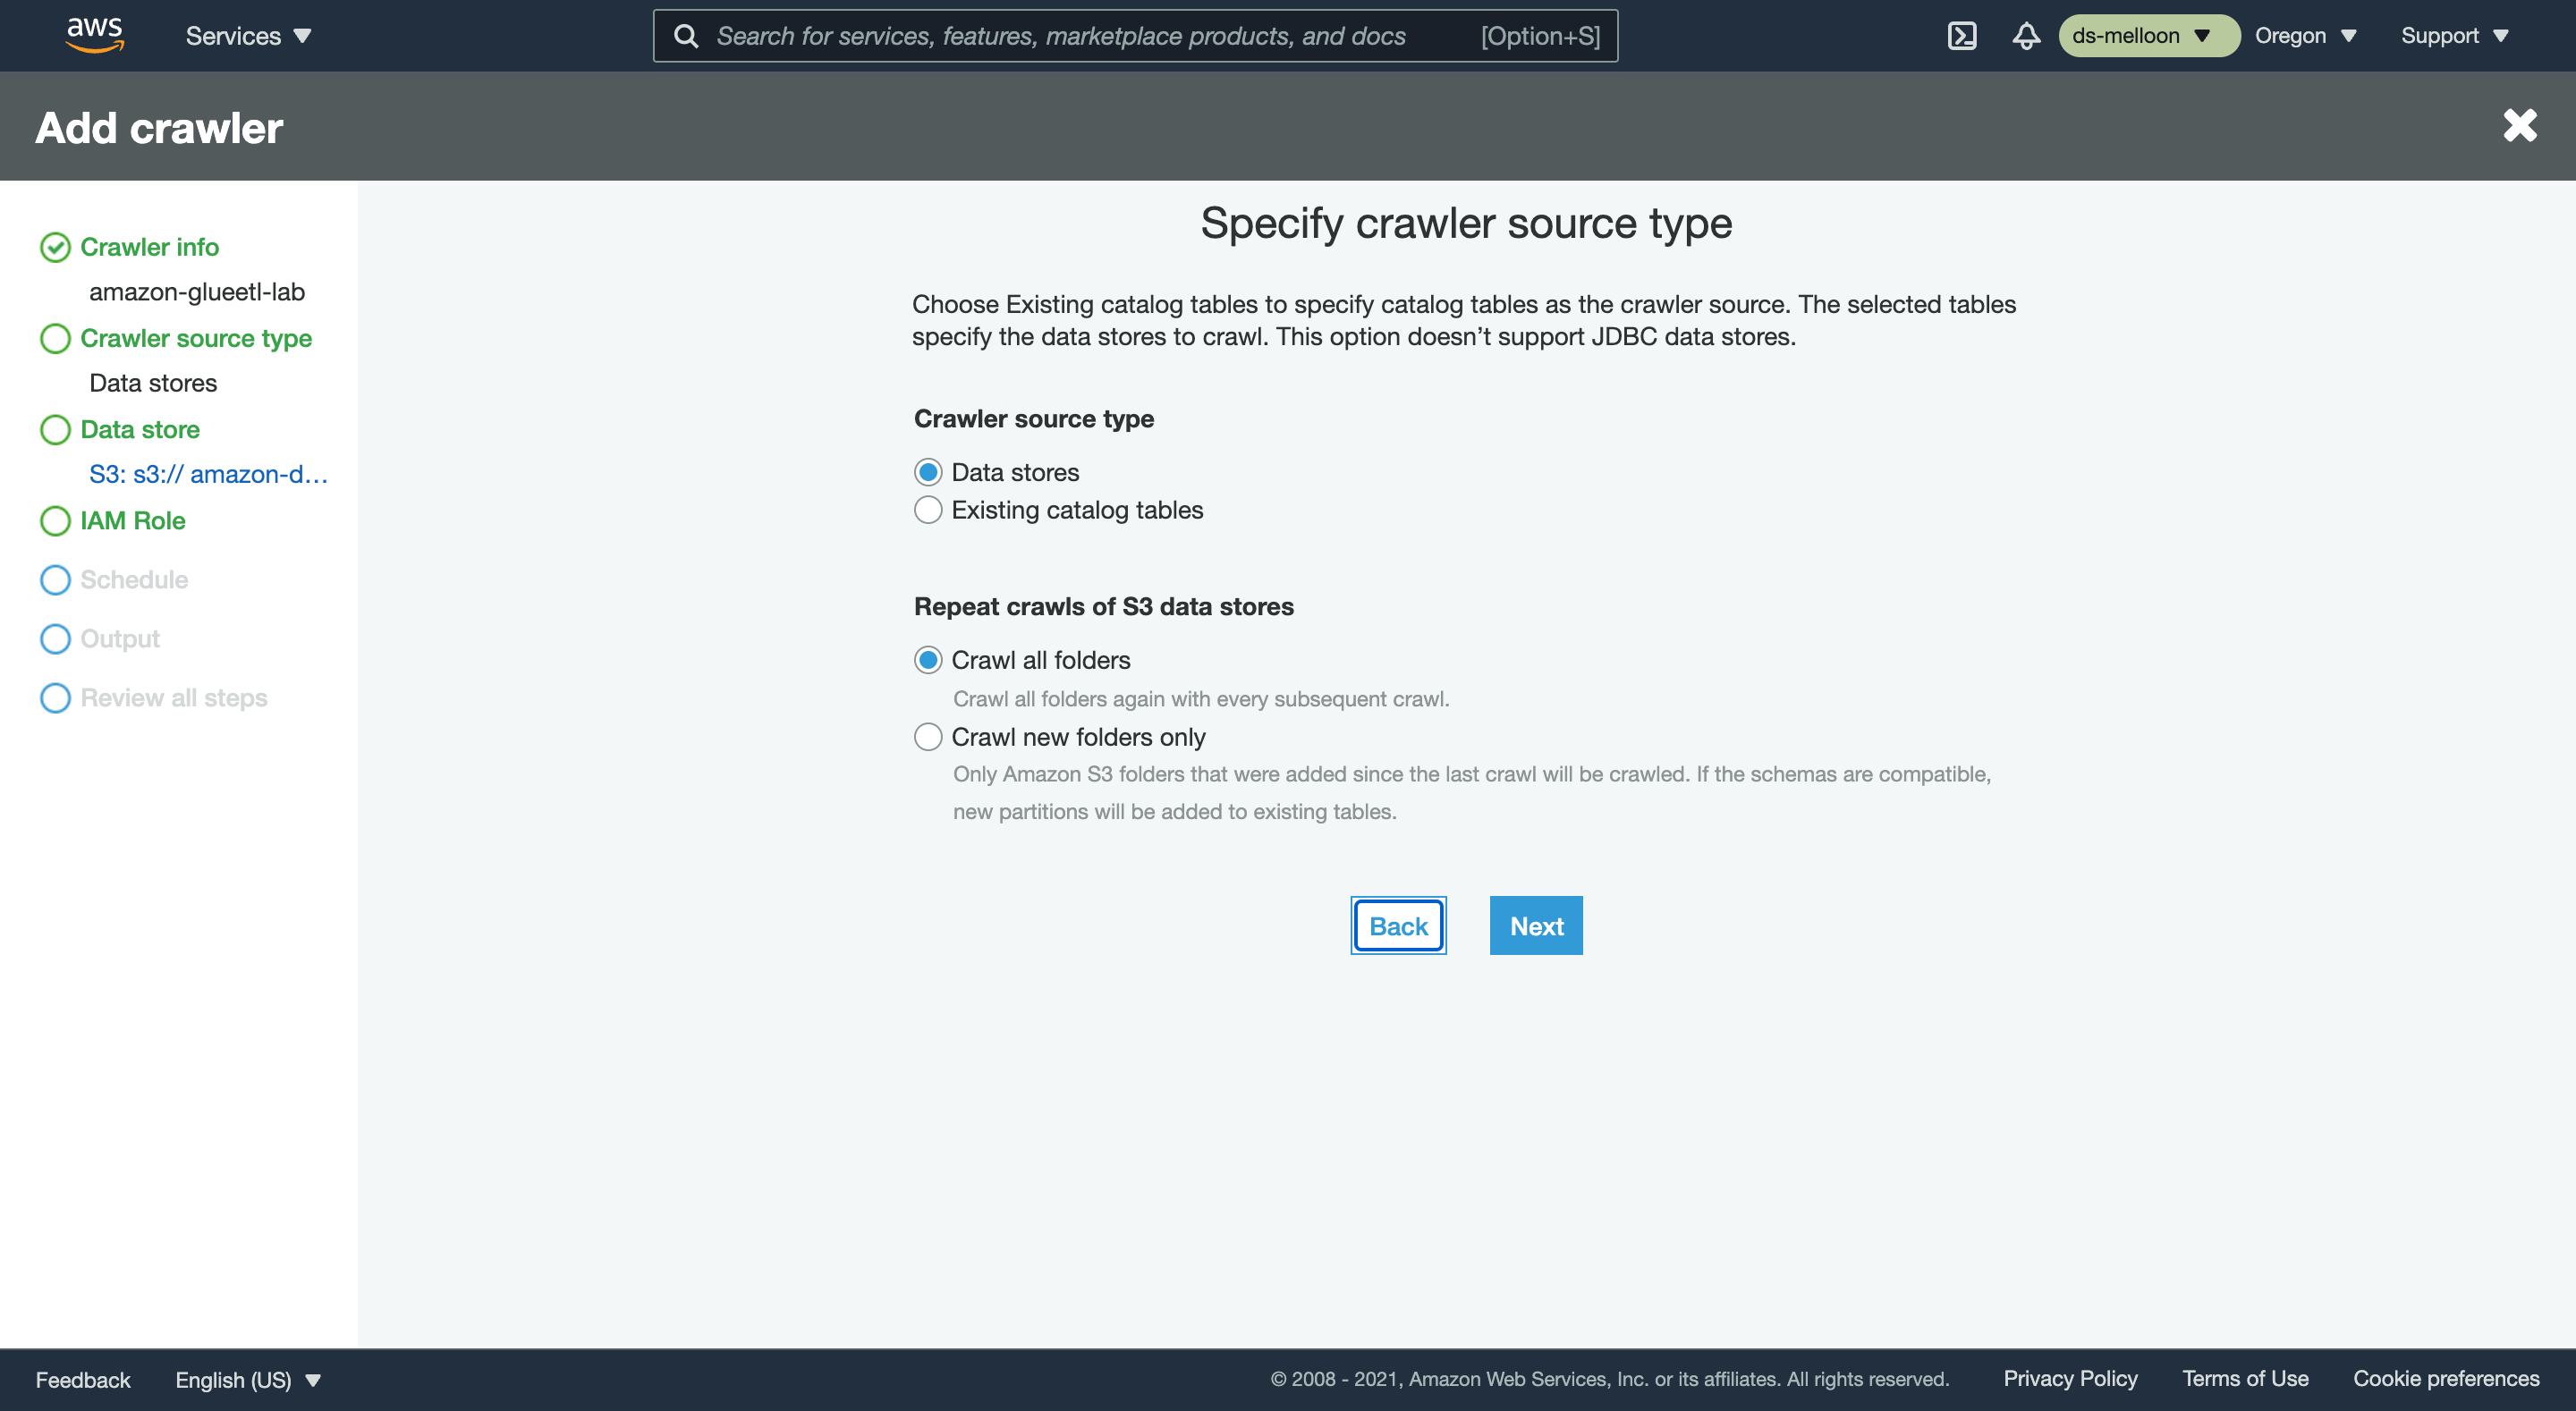 aws
Services
Search for services, features, marketplace products, and docs
[Option+S]
ds-melloon
Oregon
Support
Add crawler
Crawler info
amazon-glueetl-lab
Crawler source type
Data stores
Data store
S3: s3:// amazon-d…
IAM Role
Schedule
Output
Review all steps
Specify crawler source type
Choose Existing catalog tables to specify catalog tables as the crawler source. The selected tables
specify the data stores to crawl. This option doesn’t support JDBC data stores.
Crawler source type
Data stores
Existing catalog tables
Repeat crawls of S3 data stores
Crawl all folders
Crawl all folders again with every subsequent crawl.
Crawl new folders only
Only Amazon S3 folders that were added since the last crawl will be crawled. If the schemas are compatible,
new partitions will be added to existing tables.
Back
Next
Feedback
English (US)
© 2008 - 2021, Amazon Web Services, Inc. or its affiliates. All rights reserved.
Privacy Policy
Terms of Use
Cookie preferences